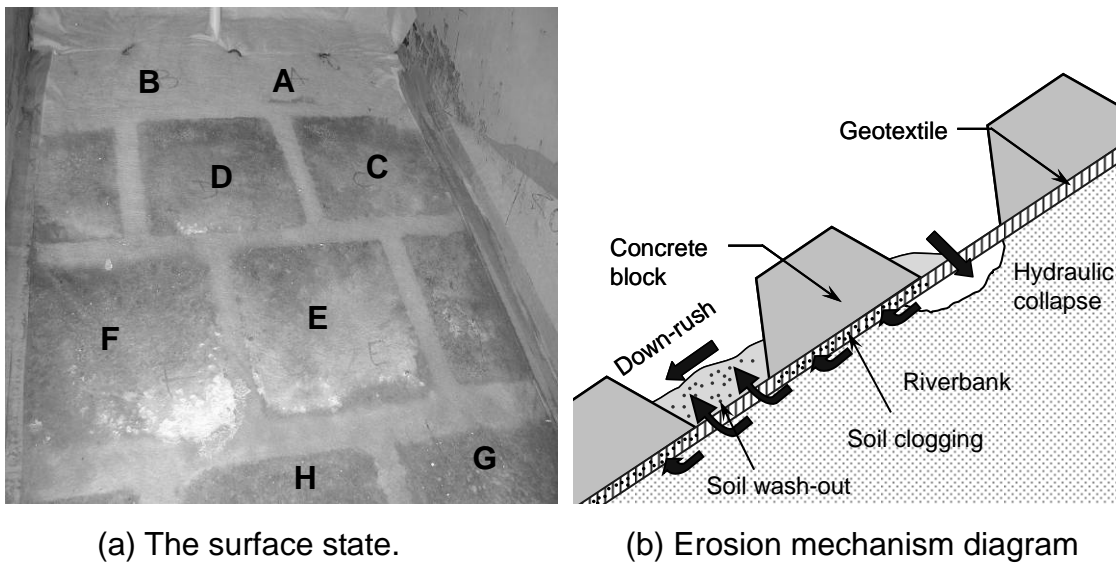 B A
D C
F E
H G
Geotextile
Concrete
block
Hydraulic
collapse
Down-rush
Riverbank
Soil clogging
Soil wash-out
(a) The surface state.
(b) Erosion mechanism diagram